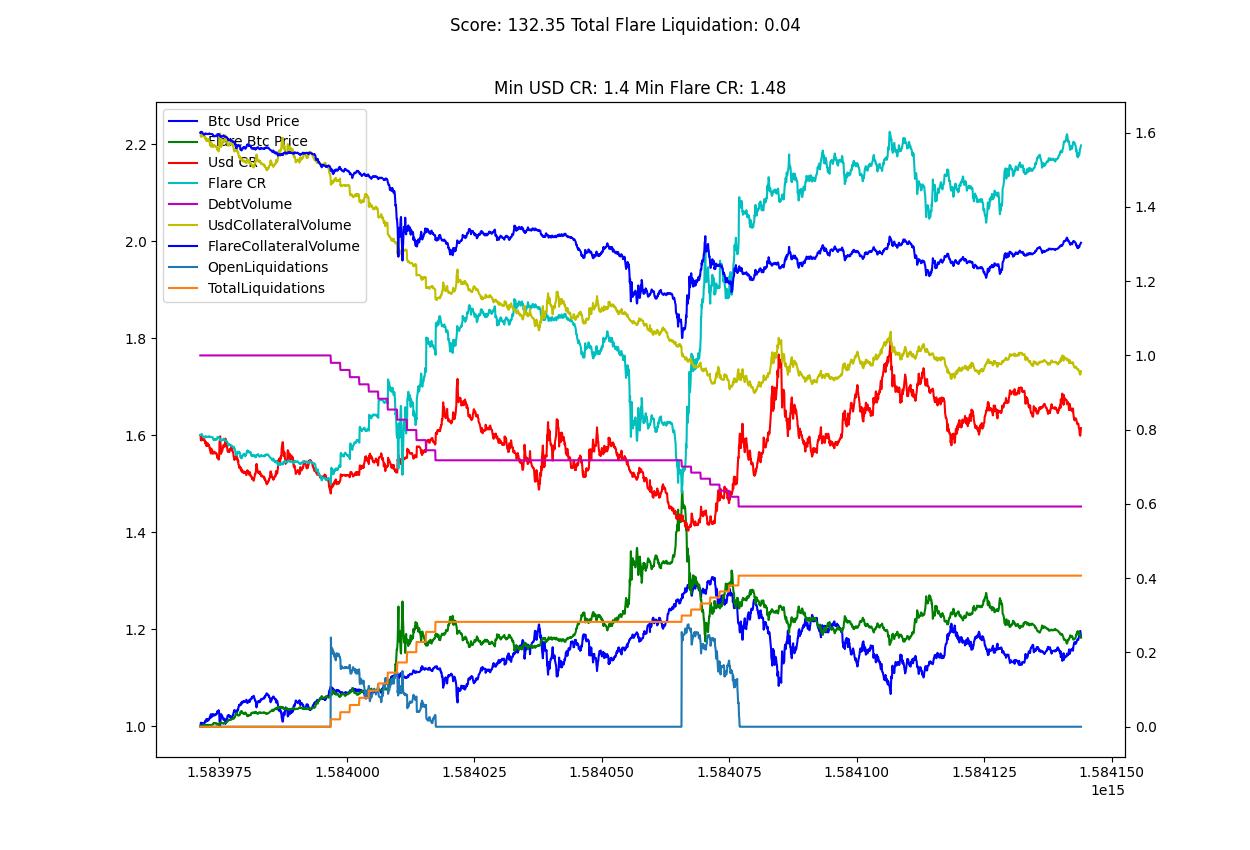 Score: 132.35 Total Flare Liquidation: 0.04
Min USD CR: 1.4 Min Flare CR: 1.48
Btc Usd Price
Flare Btc Price
Usd CR
Flare CR
DebtVolume
UsdCollateralVolume
FlareCollateralVolume
OpenLiquidations
TotalLiquidations
2.2
2.0
1.8
1.6
1.4
1.2
1.0
1.6
1.4
1.2
1.0
0.8
0.6
0.4
0.2
0.0
1.583975 1.584000 1.584025 1.584050 1.584075 1.584100 1.584125 1.584150
1e15